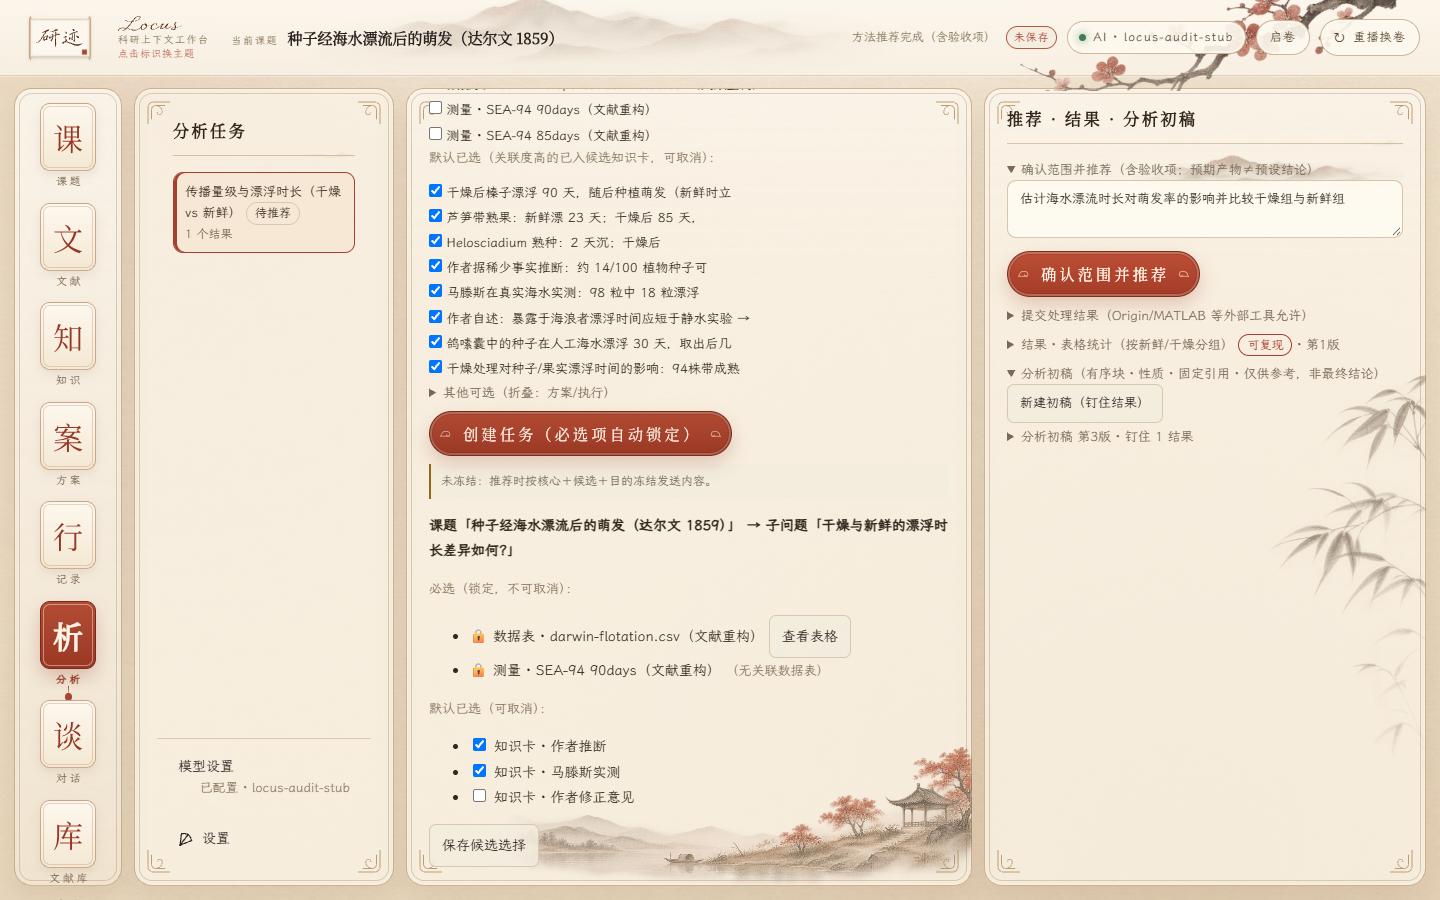 研迹
Locus
科研上下文工作台
点击标识换主题
当前课题 种子经海水漂流后的萌发（达尔文 1859）
方法推荐完成（含验收项） 未保存 AI・locus-audit-stub 启卷 ↻ 重播换卷
课
课题
文
文献
知
知识
案
方案
行
记录
析
分析
谈
对话
库
文献库
分析任务
传播量级与漂浮时长（干燥
vs 新鲜） 待推荐
1 个结果
模型设置
已配置・locus-audit-stub
设置
测量・SEA-94 90days（文献重构）
测量・SEA-94 85days（文献重构）
默认已选（关联度高的已入候选知识卡，可取消）：
干燥后榛子漂浮 90 天，随后种植萌发（新鲜时立
芦笋带熟果：新鲜漂 23 天；干燥后 85 天，
Helosciadium 熟种：2 天沉；干燥后
作者据稀少事实推断：约 14/100 植物种子可
马滕斯在真实海水实测：98 粒中 18 粒漂浮
作者自述：暴露于海浪者漂浮时间应短于静水实验 →
鸽嗉囊中的种子在人工海水漂浮 30 天，取出后几
干燥处理对种子/果实漂浮时间的影响：94株带成熟
▶ 其他可选（折叠：方案/执行）
创建任务（必选项自动锁定）
未冻结：推荐时按核心＋候选＋目的冻结发送内容。
课题「种子经海水漂流后的萌发（达尔文 1859）」 → 子问题「干燥与新鲜的漂浮时
长差异如何?」
必选（锁定，不可取消）：
• 🔒 数据表・darwin-flotation.csv（文献重构） 查看表格
• 🔒 测量・SEA-94 90days（文献重构） （无关联数据表）
默认已选（可取消）：
• 知识卡・作者推断
• 知识卡・马滕斯实测
• 知识卡・作者修正意见
保存候选选择
推荐 · 结果 · 分析初稿
▼ 确认范围并推荐（含验收项；预期产物≠预设结论）
估计海水漂流时长对萌发率的影响并比较干燥组与新鲜组
确认范围并推荐
▶ 提交处理结果（Origin/MATLAB 等外部工具允许）
▶ 结果・表格统计（按新鲜/干燥分组） 可复现・第1版
▼ 分析初稿（有序块・性质・固定引用・仅供参考，非最终结论）
新建初稿（钉住结果）
▶ 分析初稿 第3版・钉住 1 结果